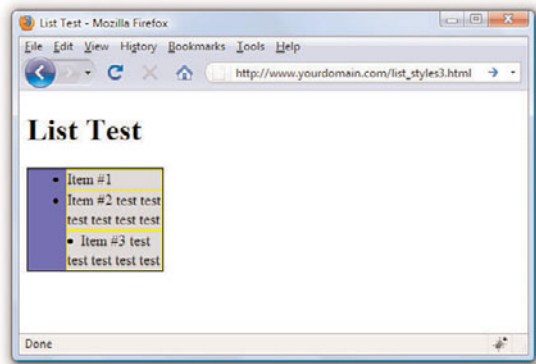 List Test - Mozilla Firefox
File Edit View History Bookmarks Tools Help
http://www.yourdomain.com/list_styles3.html
List Test
• Item #1
• Item #2 test test
test test test test
• Item #3 test
test test test test
Done